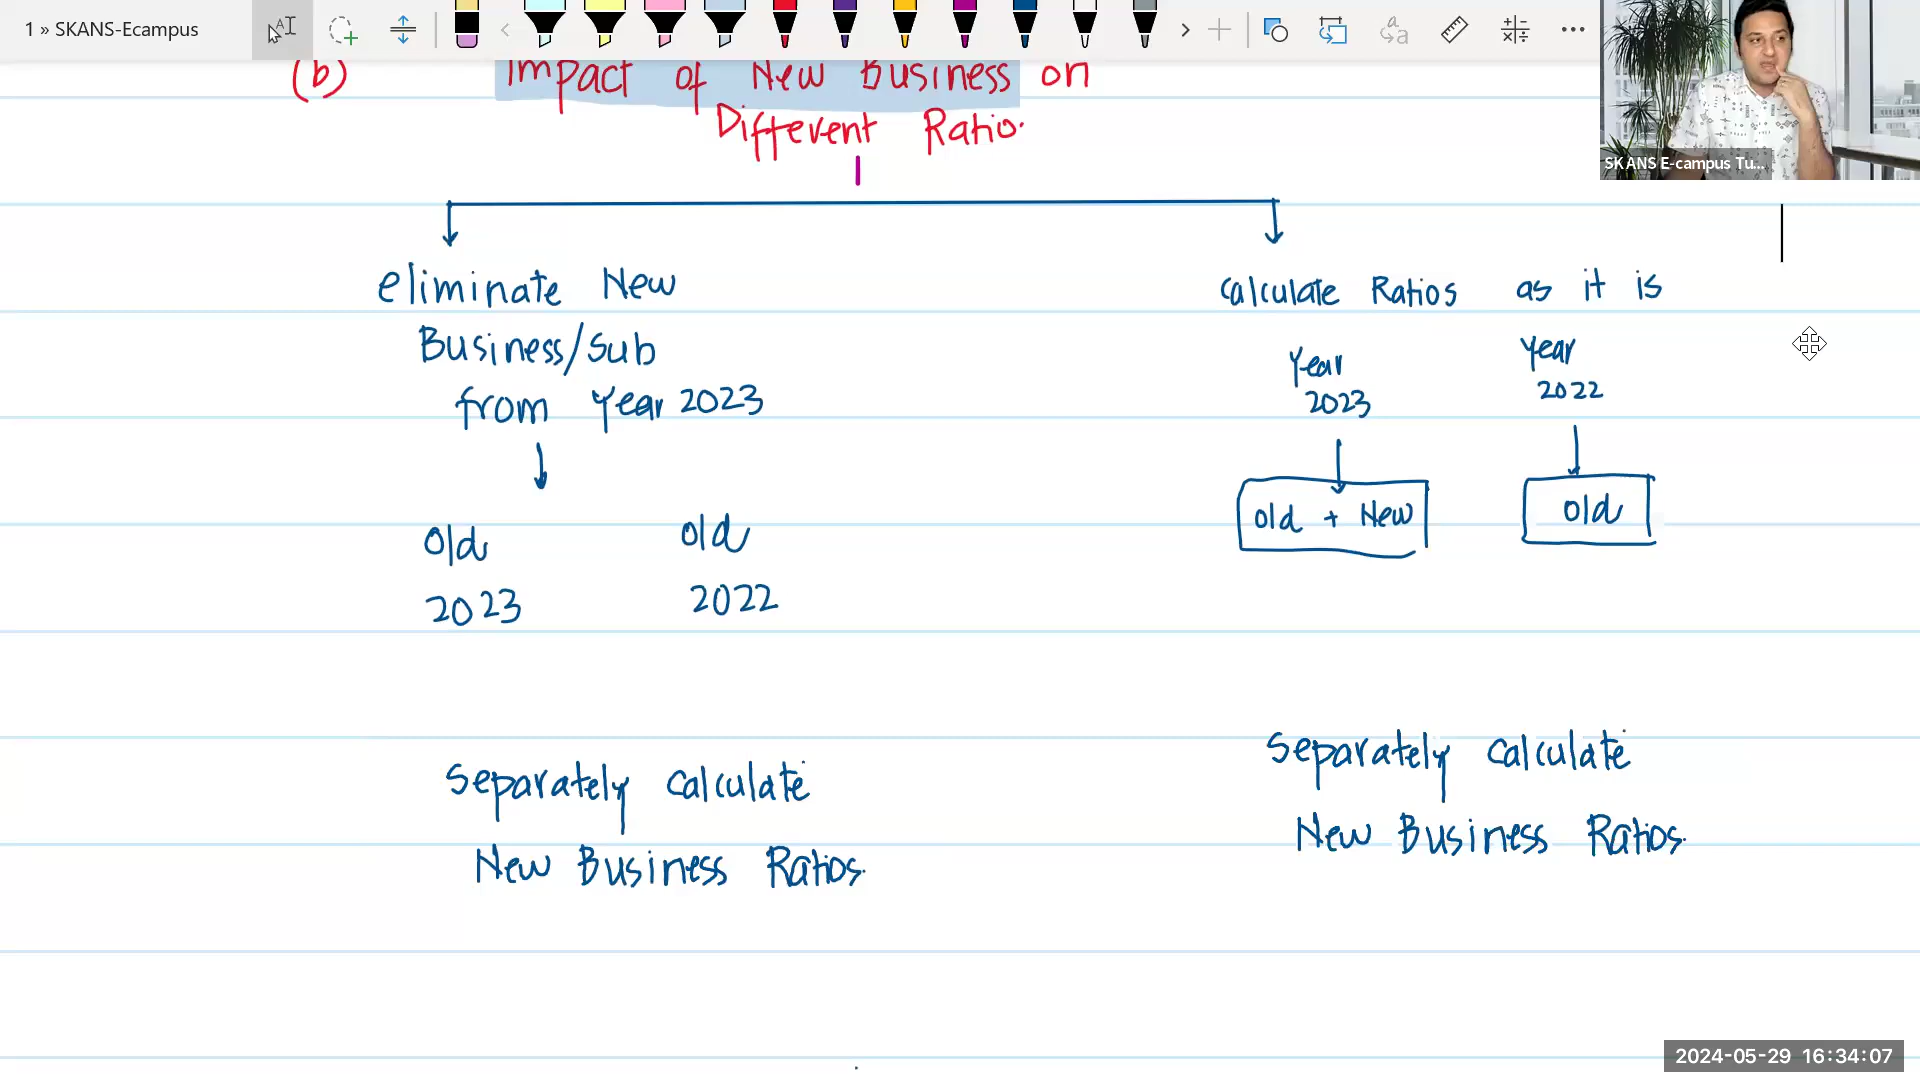 1 » SKANS-Ecampus
SKANS E-campus Tu...
(b) Impact of New Business on
Different Ratio.
eliminate New
Business/Sub
from Year 2023
Old Old
2023 2022
Separately Calculate
New Business Ratios.
Calculate Ratios as it is
Year Year
2023 2022
Old + New Old
Separately Calculate
New Business Ratios.
2024-05-29 16:34:07